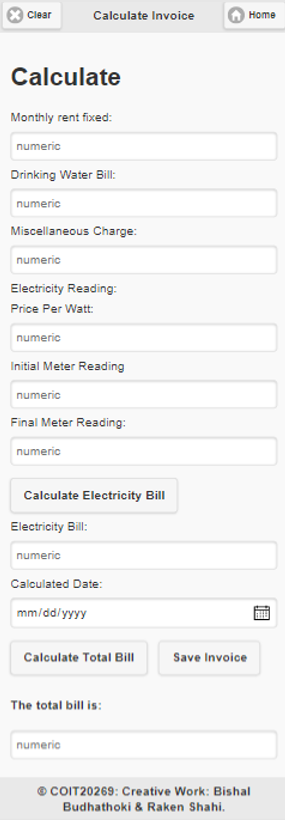 Clear
Calculate Invoice
Home
Calculate
Monthly rent fixed:
numeric
Drinking Water Bill:
numeric
Miscellaneous Charge:
numeric
Electricity Reading:
Price Per Watt:
numeric
Initial Meter Reading
numeric
Final Meter Reading:
numeric
Calculate Electricity Bill
Electricity Bill:
numeric
Calculated Date:
mm/dd/yyyy
Calculate Total Bill
Save Invoice
The total bill is:
numeric
© COIT20269: Creative Work: Bishal
Budhathoki & Raken Shahi.